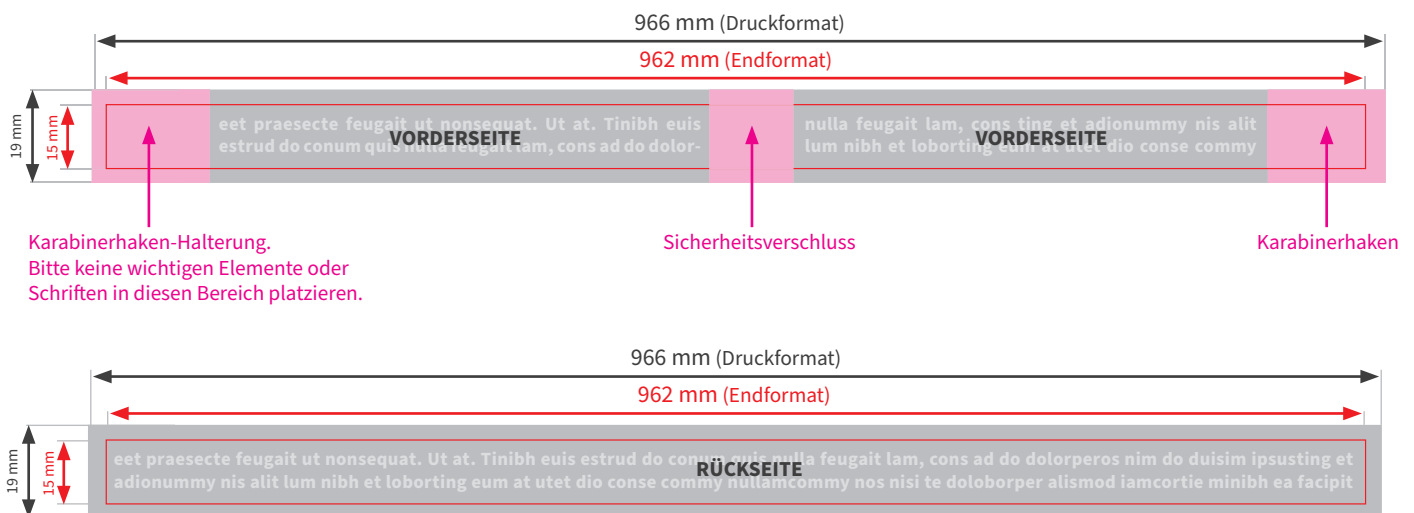 966 mm (Druckformat)
962 mm (Endformat)
19 mm
15 mm
eet praesecte feugait ut nonsequat. Ut at. Tinibh euis
estrud do conum quis nulla feugait lam, cons ad do dolor-
VORDERSEITE
nulla feugait lam, cons ting et adionummy nis alit
lum nibh et loborting eum at utet dio conse commy
VORDERSEITE
Karabinerhaken-Halterung.
Bitte keine wichtigen Elemente oder
Schriften in diesen Bereich platzieren.
Sicherheitsverschluss
Karabinerhaken
966 mm (Druckformat)
962 mm (Endformat)
19 mm
15 mm
eet praesecte feugait ut nonsequat. Ut at. Tinibh euis estrud do conum quis nulla feugait lam, cons ad do dolorperos nim do duisim ipsusting et
adionummy nis alit lum nibh et loborting eum at utet dio conse commy nullamcommy nos nisi te doloborper alismod iamcortie minibh ea facipit
RÜCKSEITE